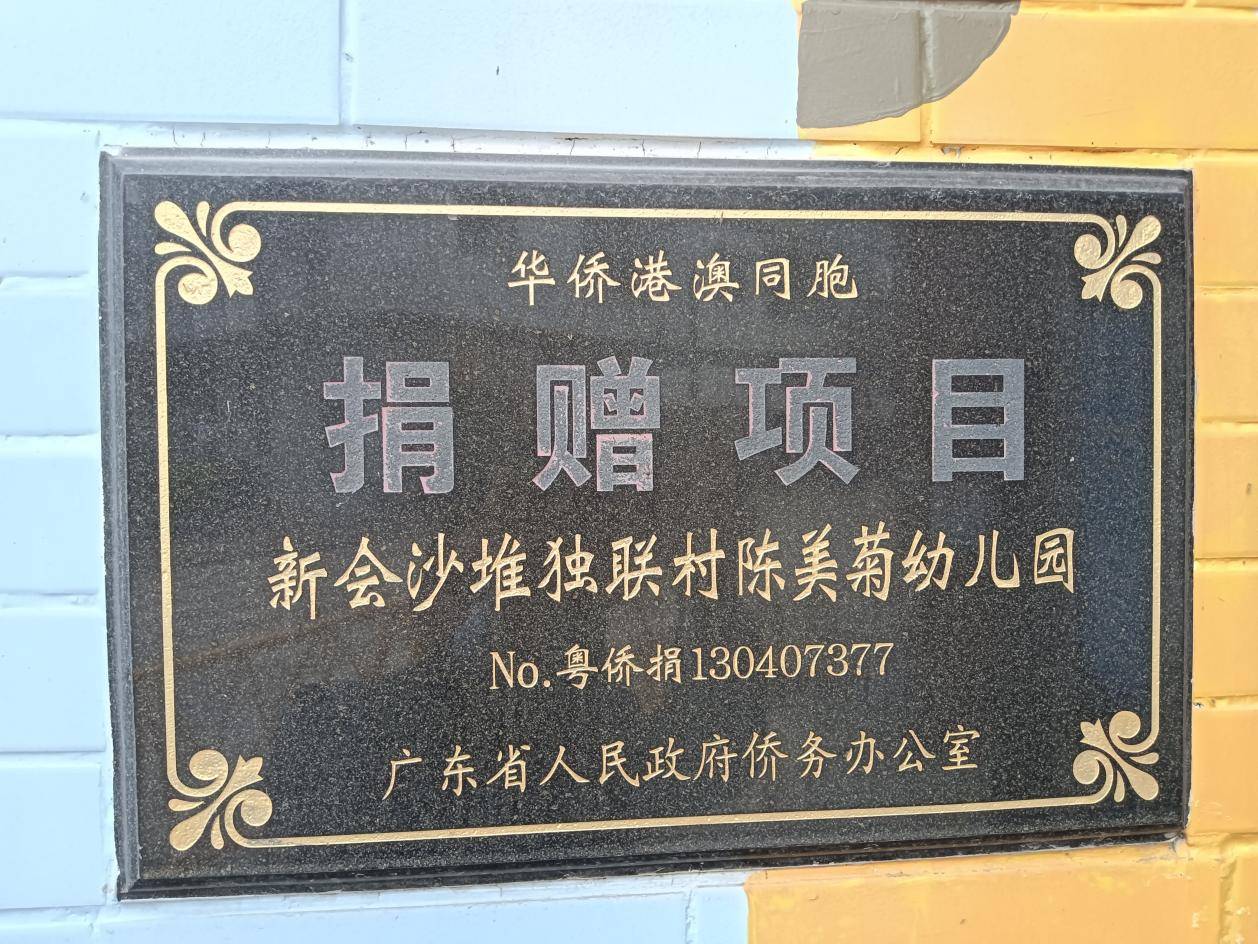 华侨港澳同胞
捐赠项目
新会沙堆独联村陈美菊幼儿园
No.粤侨捐130407377
广东省人民政府侨务办公室